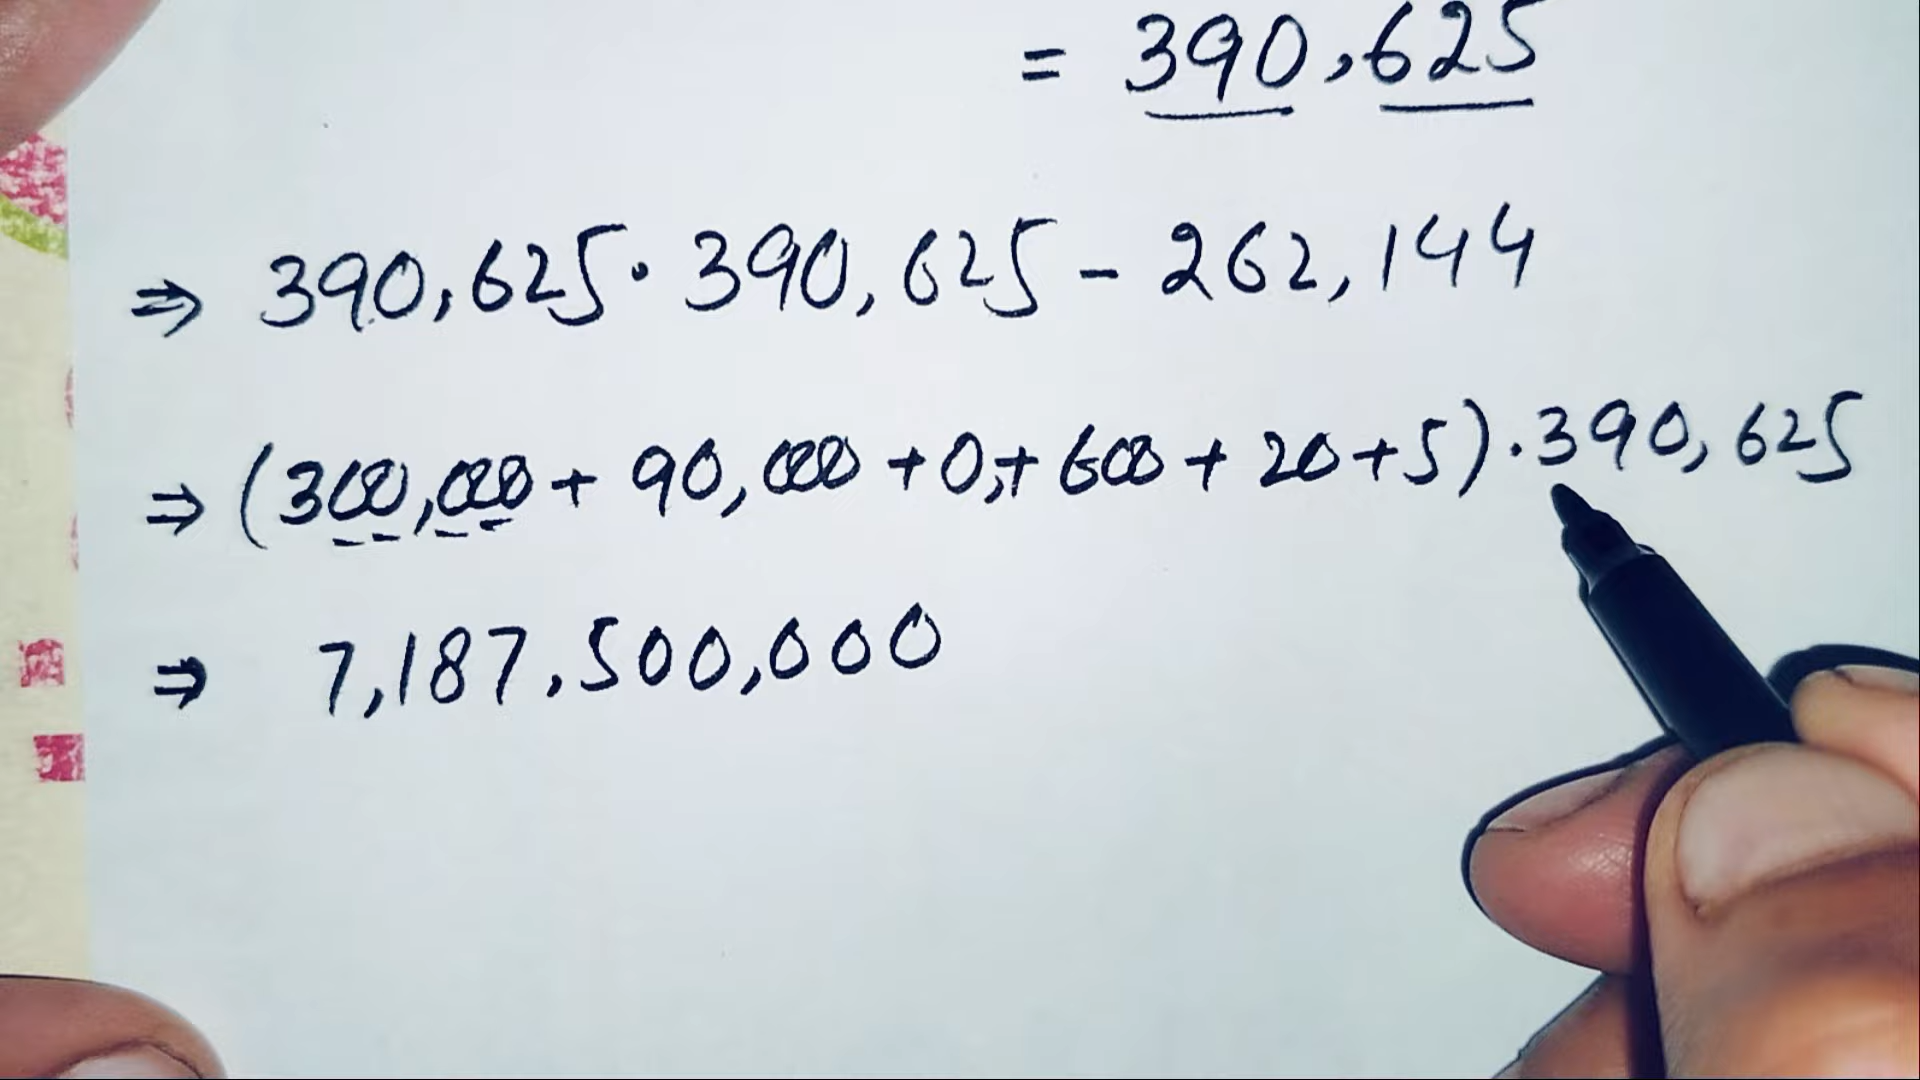 = 390,625
⇒ 390,625 · 390,625 - 262,144
⇒ (300,000 + 90,000 + 0,+ 600 + 20 + 5) · 390,625
⇒ 7,187,500,000